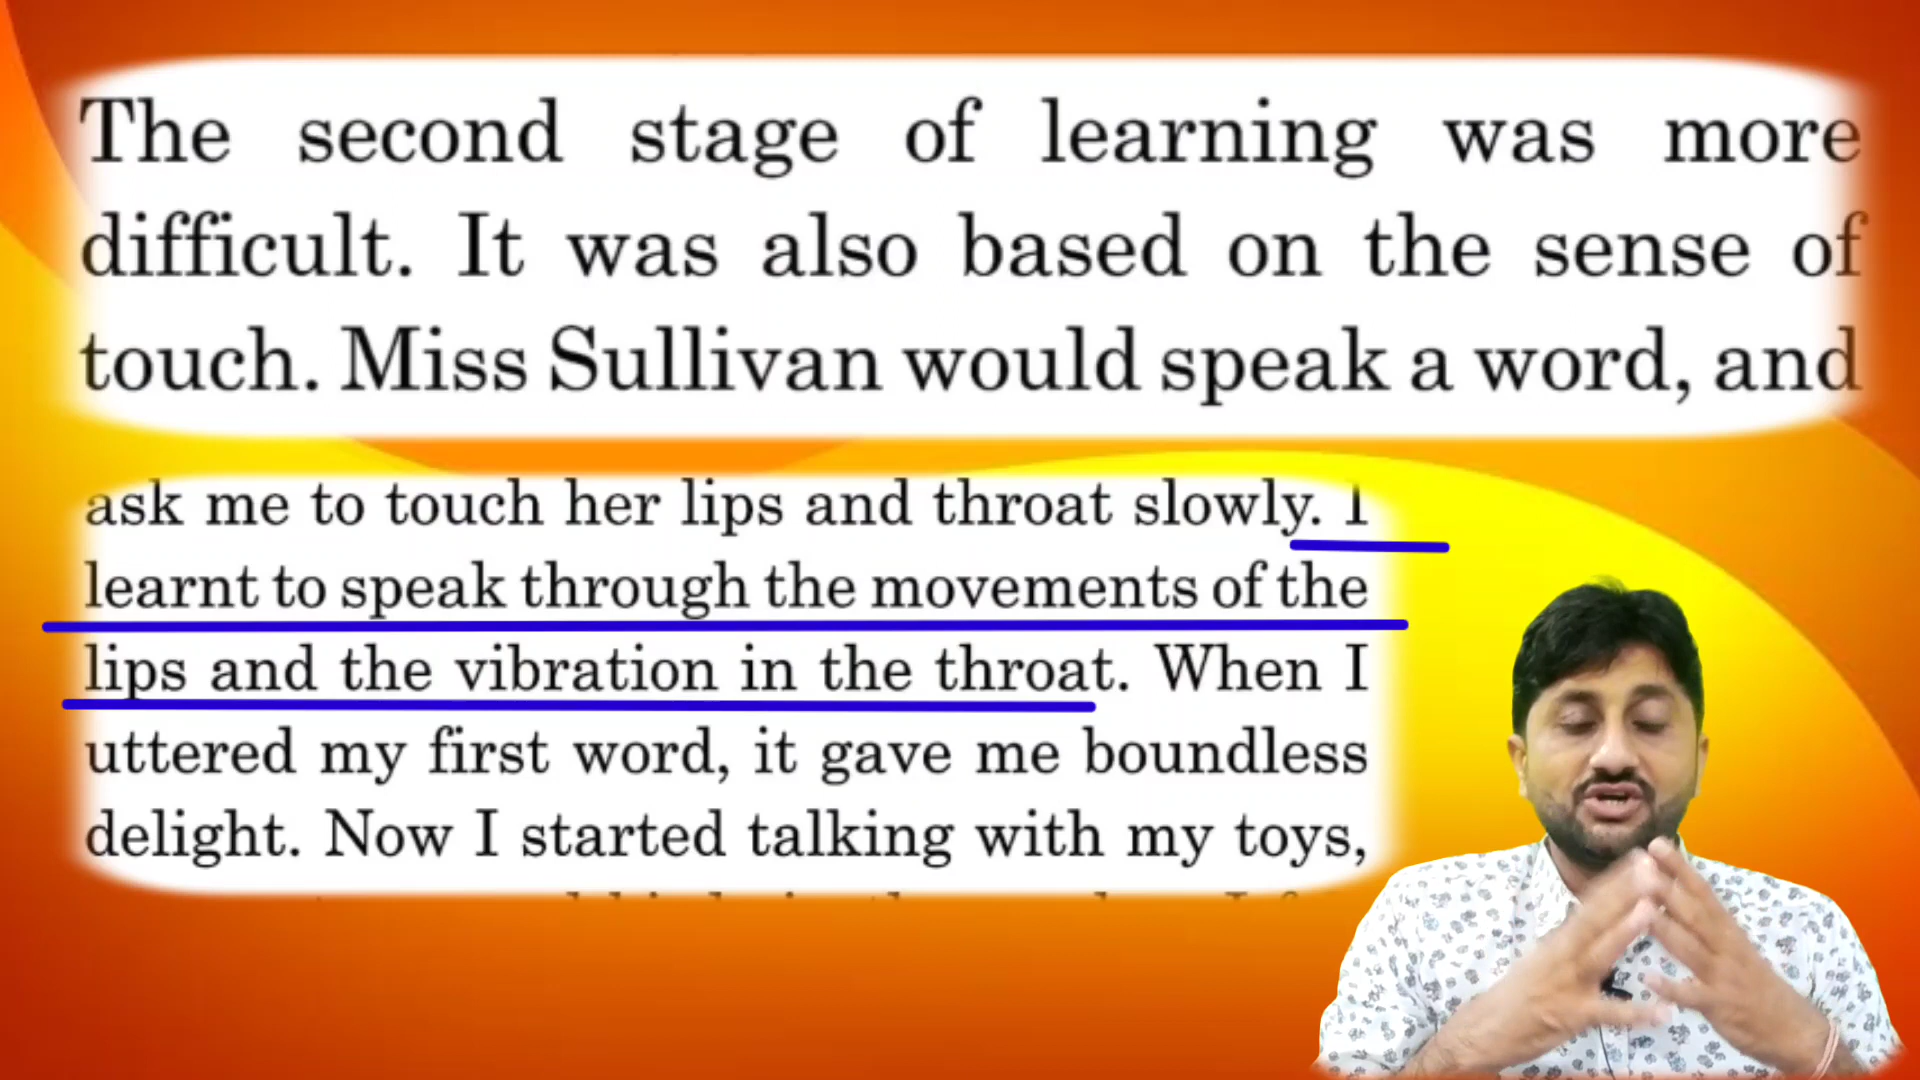 The second stage of learning was more
difficult. It was also based on the sense of
touch. Miss Sullivan would speak a word, and
ask me to touch her lips and throat slowly. I
learnt to speak through the movements of the
lips and the vibration in the throat. When I
uttered my first word, it gave me boundless
delight. Now I started talking with my toys,